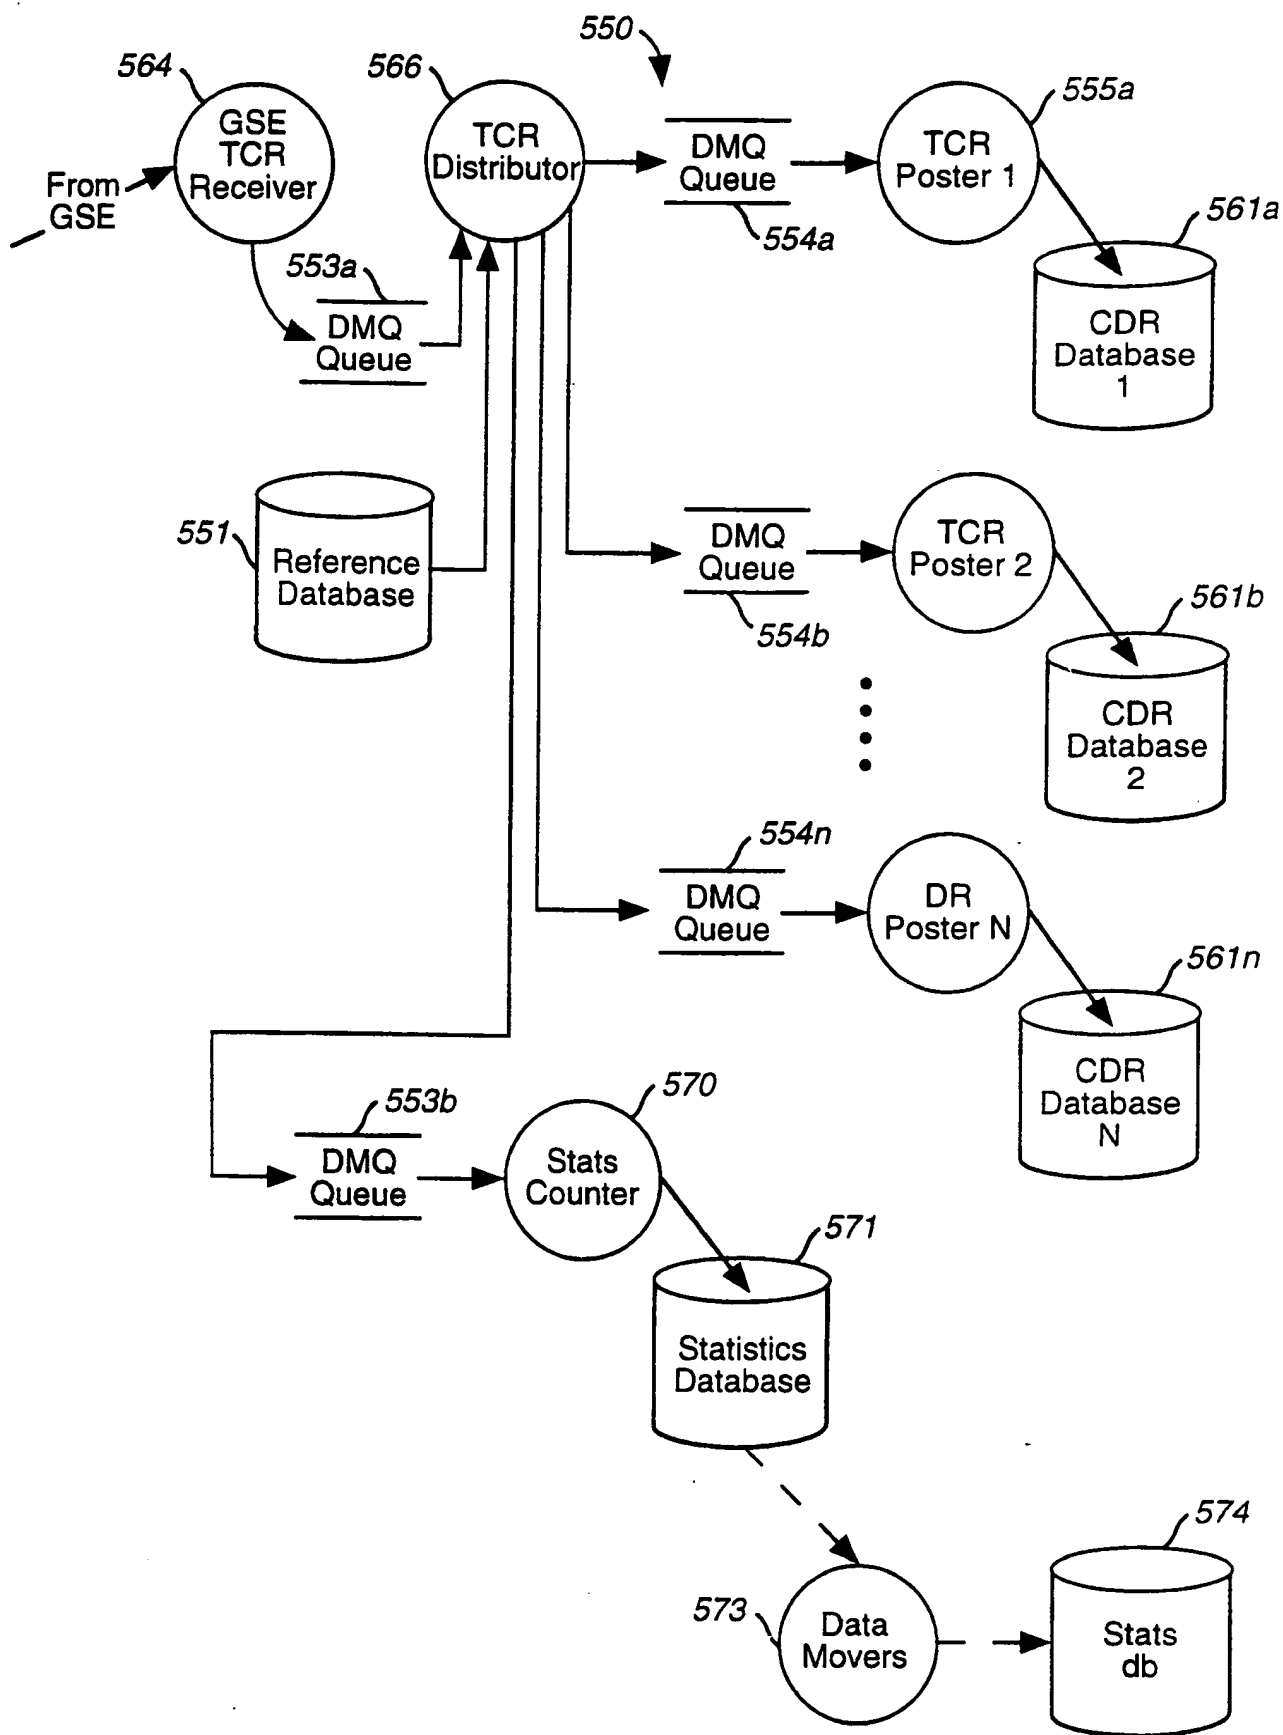 550
564
GSE
TCR
Receiver
From
GSE
566
TCR
Distributor
DMQ
Queue
554a
555a
TCR
Poster 1
561a
CDR
Database
1
553a
DMQ
Queue
551
Reference
Database
DMQ
Queue
554b
TCR
Poster 2
561b
CDR
Database
2
554n
DMQ
Queue
DR
Poster N
561n
CDR
Database
N
553b
DMQ
Queue
570
Stats
Counter
571
Statistics
Database
573
Data
Movers
574
Stats
db